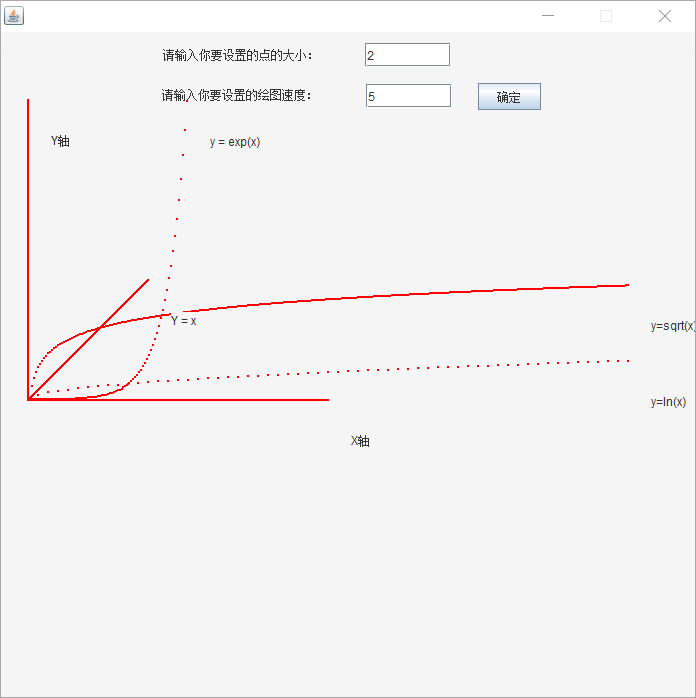 请输入你要设置的点的大小： 2
请输入你要设置的绘图速度： 5 确定
Y轴 y = exp(x)
Y = x
y=sqrt(x)
y=ln(x)
X轴